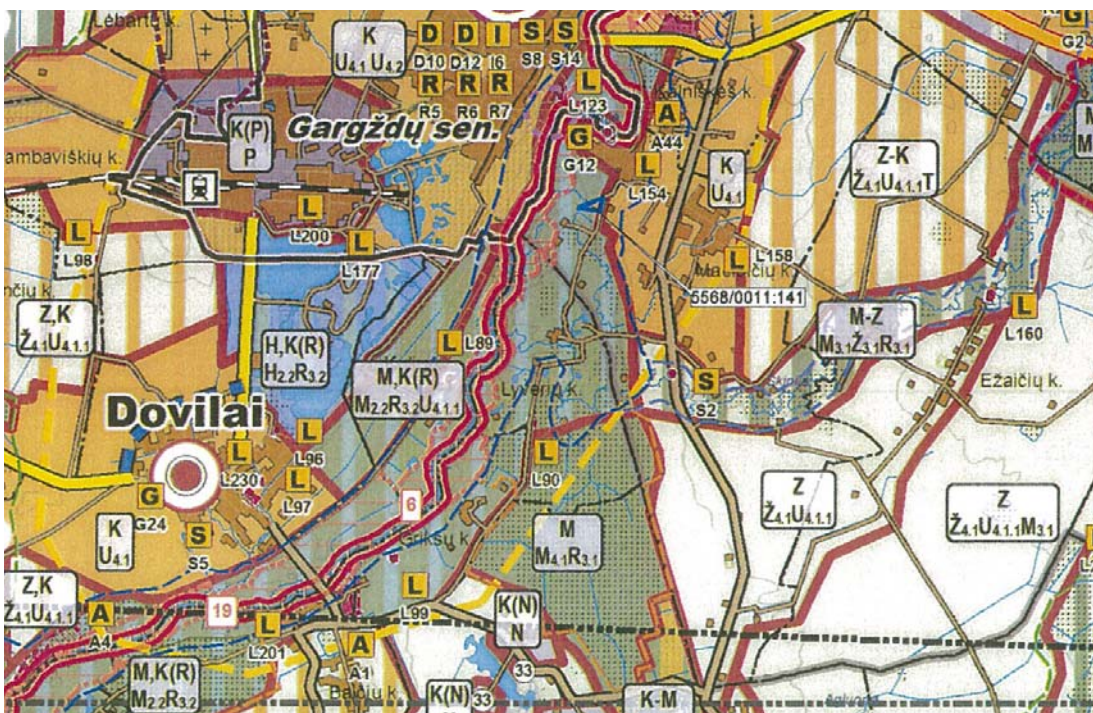 Lėbartų k.
K
U4.1 U4.2
D D I S S
D10 D12 I6 S8 S14
R R R
R5 R6 R7
L
L123
G
G2
Gargždų sen.
K(P)
P
G
G12
A
A44
L
L154
K
U4.1
Z-K
Ž4.1U4.1.1T
L
L98
L
L200
L
L177
L
L158
5568/0011:141
Z,K
Ž4.1U4.1.1
H,K(R)
H2.2R3.2
L
L89
M,K(R)
M2.2R3.2U4.1.1
M-Z
M3.1Ž3.1R3.1
L
L160
Ežaičių k.
S
S2
Dovilai
L
L230
L
L96
L
L97
L
L90
6
G
G24
S
S5
K
U4.1
M
M4.1R3.1
Z
Ž4.1U4.1.1
Z
Ž4.1U4.1.1M3.1
Z,K
Ž4.1U4.1.1
A
A4
19
L
L99
L
L201
A
A1
K(N)
N
33
M,K(R)
M2.2R3.2
K(N)
33
K-M